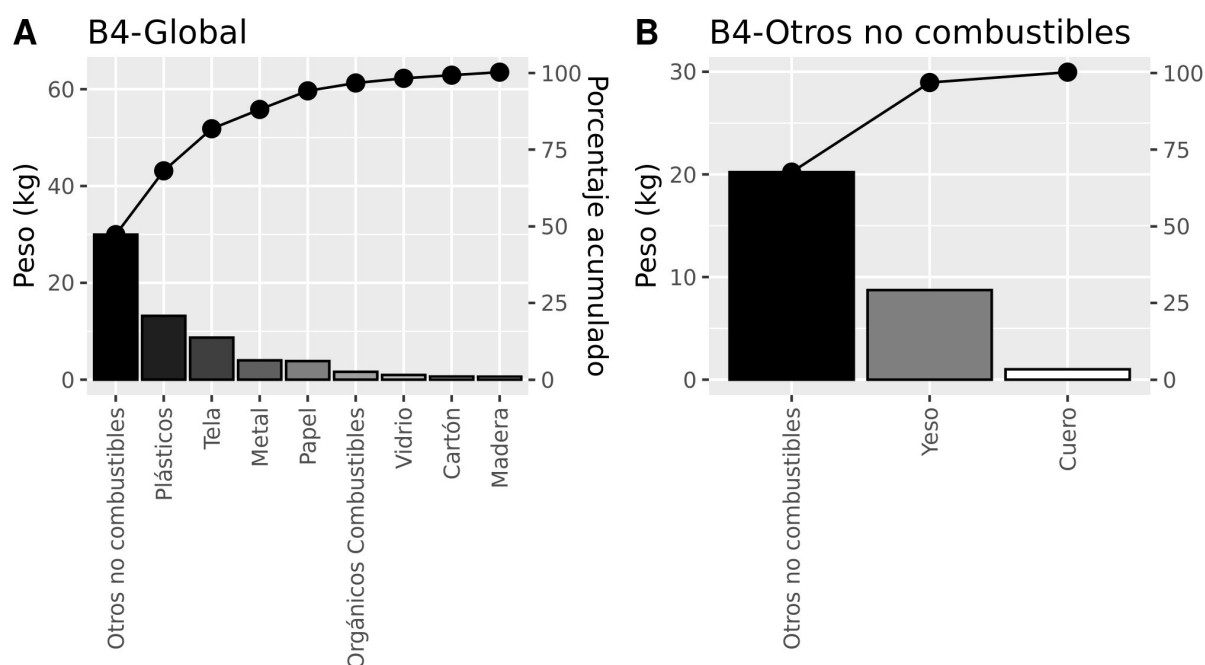 A B4-Global
Peso (kg)
60
40
20
0
100
75
50
25
0
Porcentaje acumulado
Otros no combustibles
Plásticos
Tela
Metal
Papel
Orgánicos Combustibles
Vidrio
Cartón
Madera
B B4-Otros no combustibles
Peso (kg)
30
20
10
0
100
75
50
25
0
Otros no combustibles
Yeso
Cuero